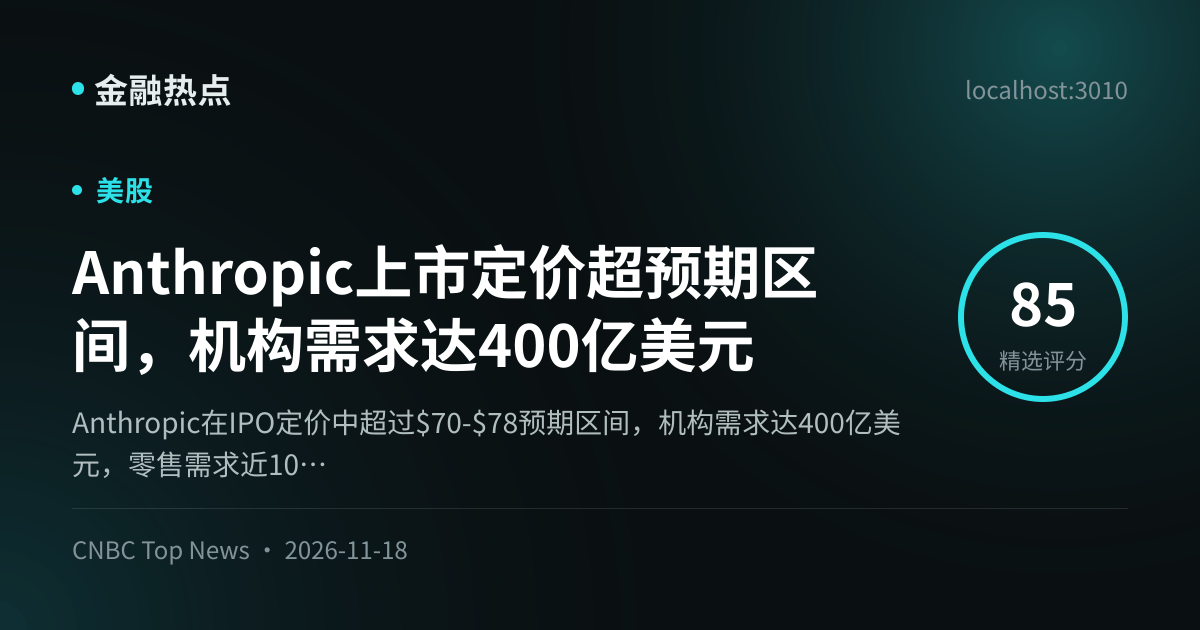 金融热点
localhost:3010
美股
Anthropic上市定价超预期区
间，机构需求达400亿美元
85
精选评分
Anthropic在IPO定价中超过$70-$78预期区间，机构需求达400亿美
元，零售需求近10…
CNBC Top News · 2026-11-18